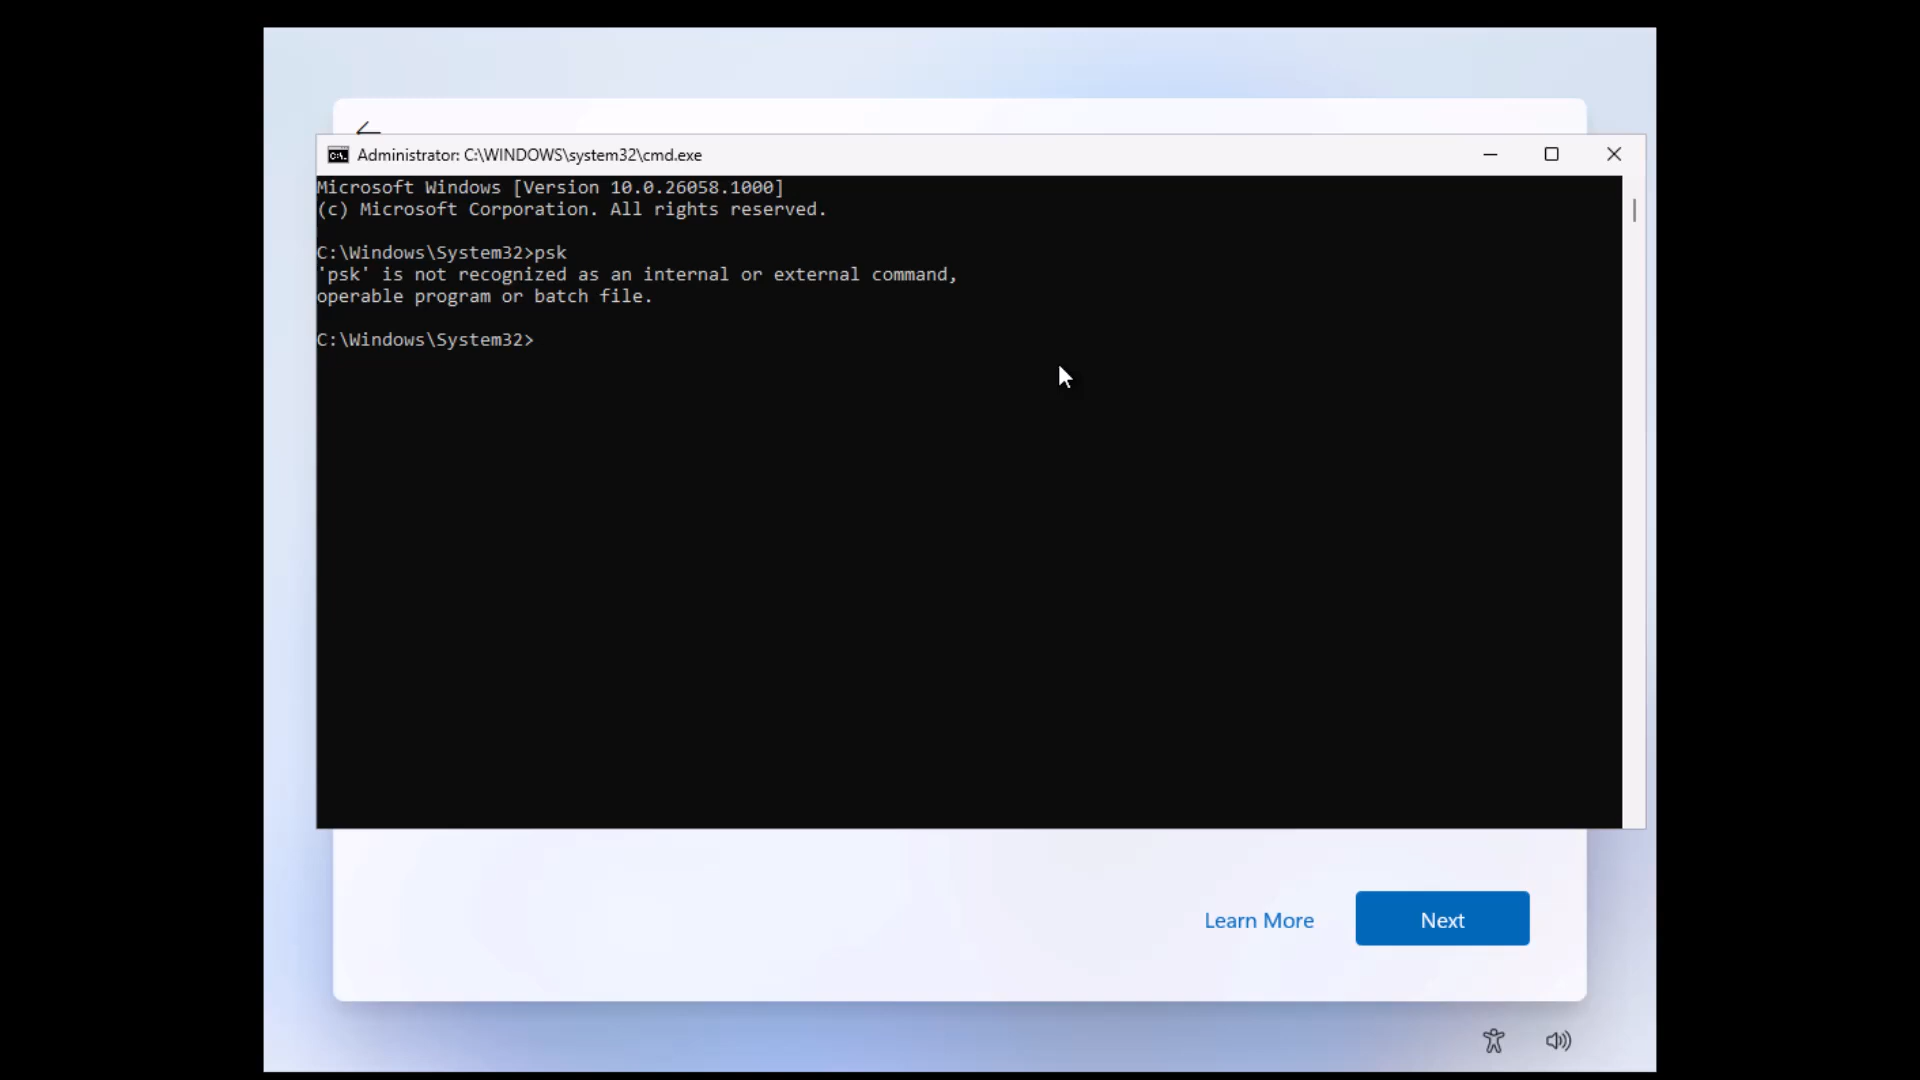 Administrator: C:\WINDOWS\system32\cmd.exe
Microsoft Windows [Version 10.0.26058.1000]
(c) Microsoft Corporation. All rights reserved.
C:\Windows\System32>psk
'psk' is not recognized as an internal or external command,
operable program or batch file.
C:\Windows\System32>
Learn More
Next